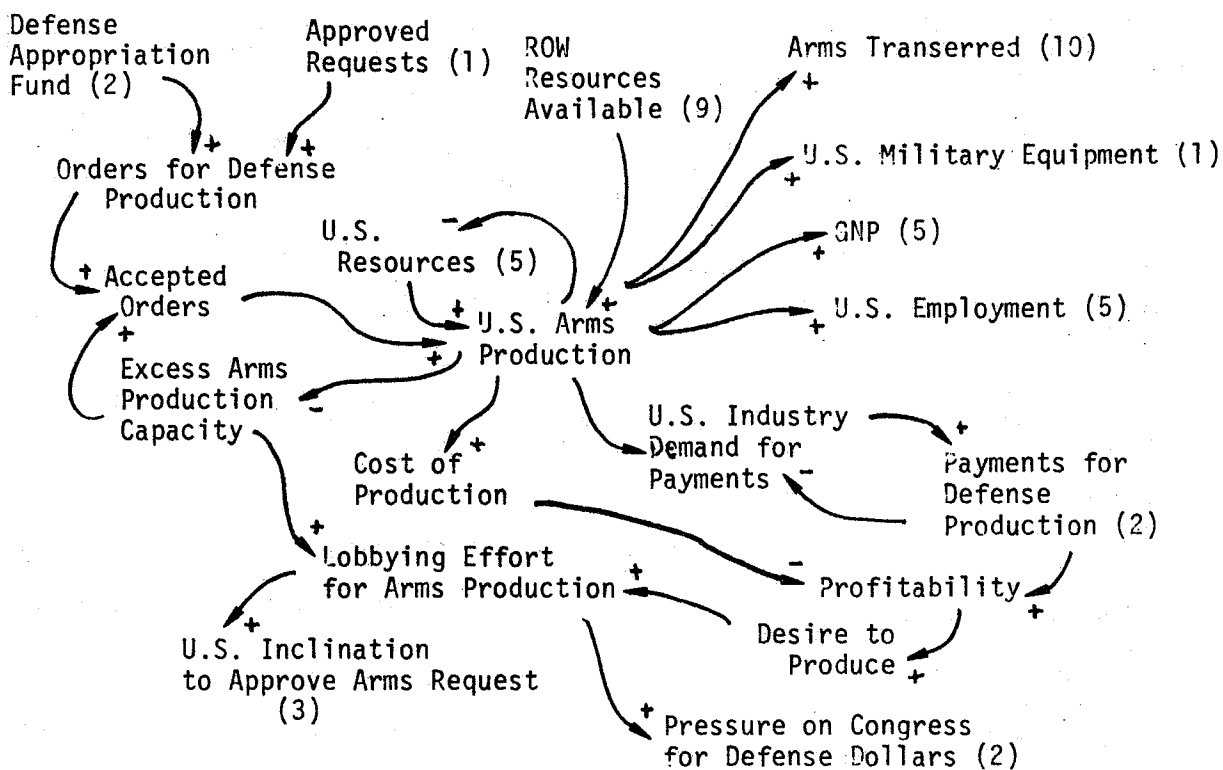 Defense
Appropriation
Fund (2)
Approved
Requests (1)
ROW
Resources
Available (9)
Arms Transerred (10)
+
+
+
U.S. Military Equipment (1)
+
Orders for Defense
Production
U.S.
Resources (5)
-
GNP (5)
+
+
Accepted
Orders
+
+
U.S. Arms
Production
+
+
U.S. Employment (5)
+
Excess Arms
Production
Capacity
-
Cost of
Production
+
U.S. Industry
Demand for
Payments
-
+
Payments for
Defense
Production (2)
+
Lobbying Effort
for Arms Production
+
-
Profitability
+
Desire to
Produce
+
+
U.S. Inclination
to Approve Arms Request
(3)
+
Pressure on Congress
for Defense Dollars (2)